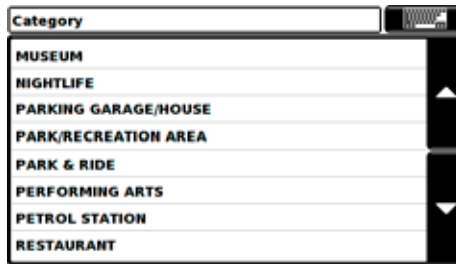 Category
MUSEUM
NIGHTLIFE
PARKING GARAGE/HOUSE
PARK/RECREATION AREA
PARK & RIDE
PERFORMING ARTS
PETROL STATION
RESTAURANT